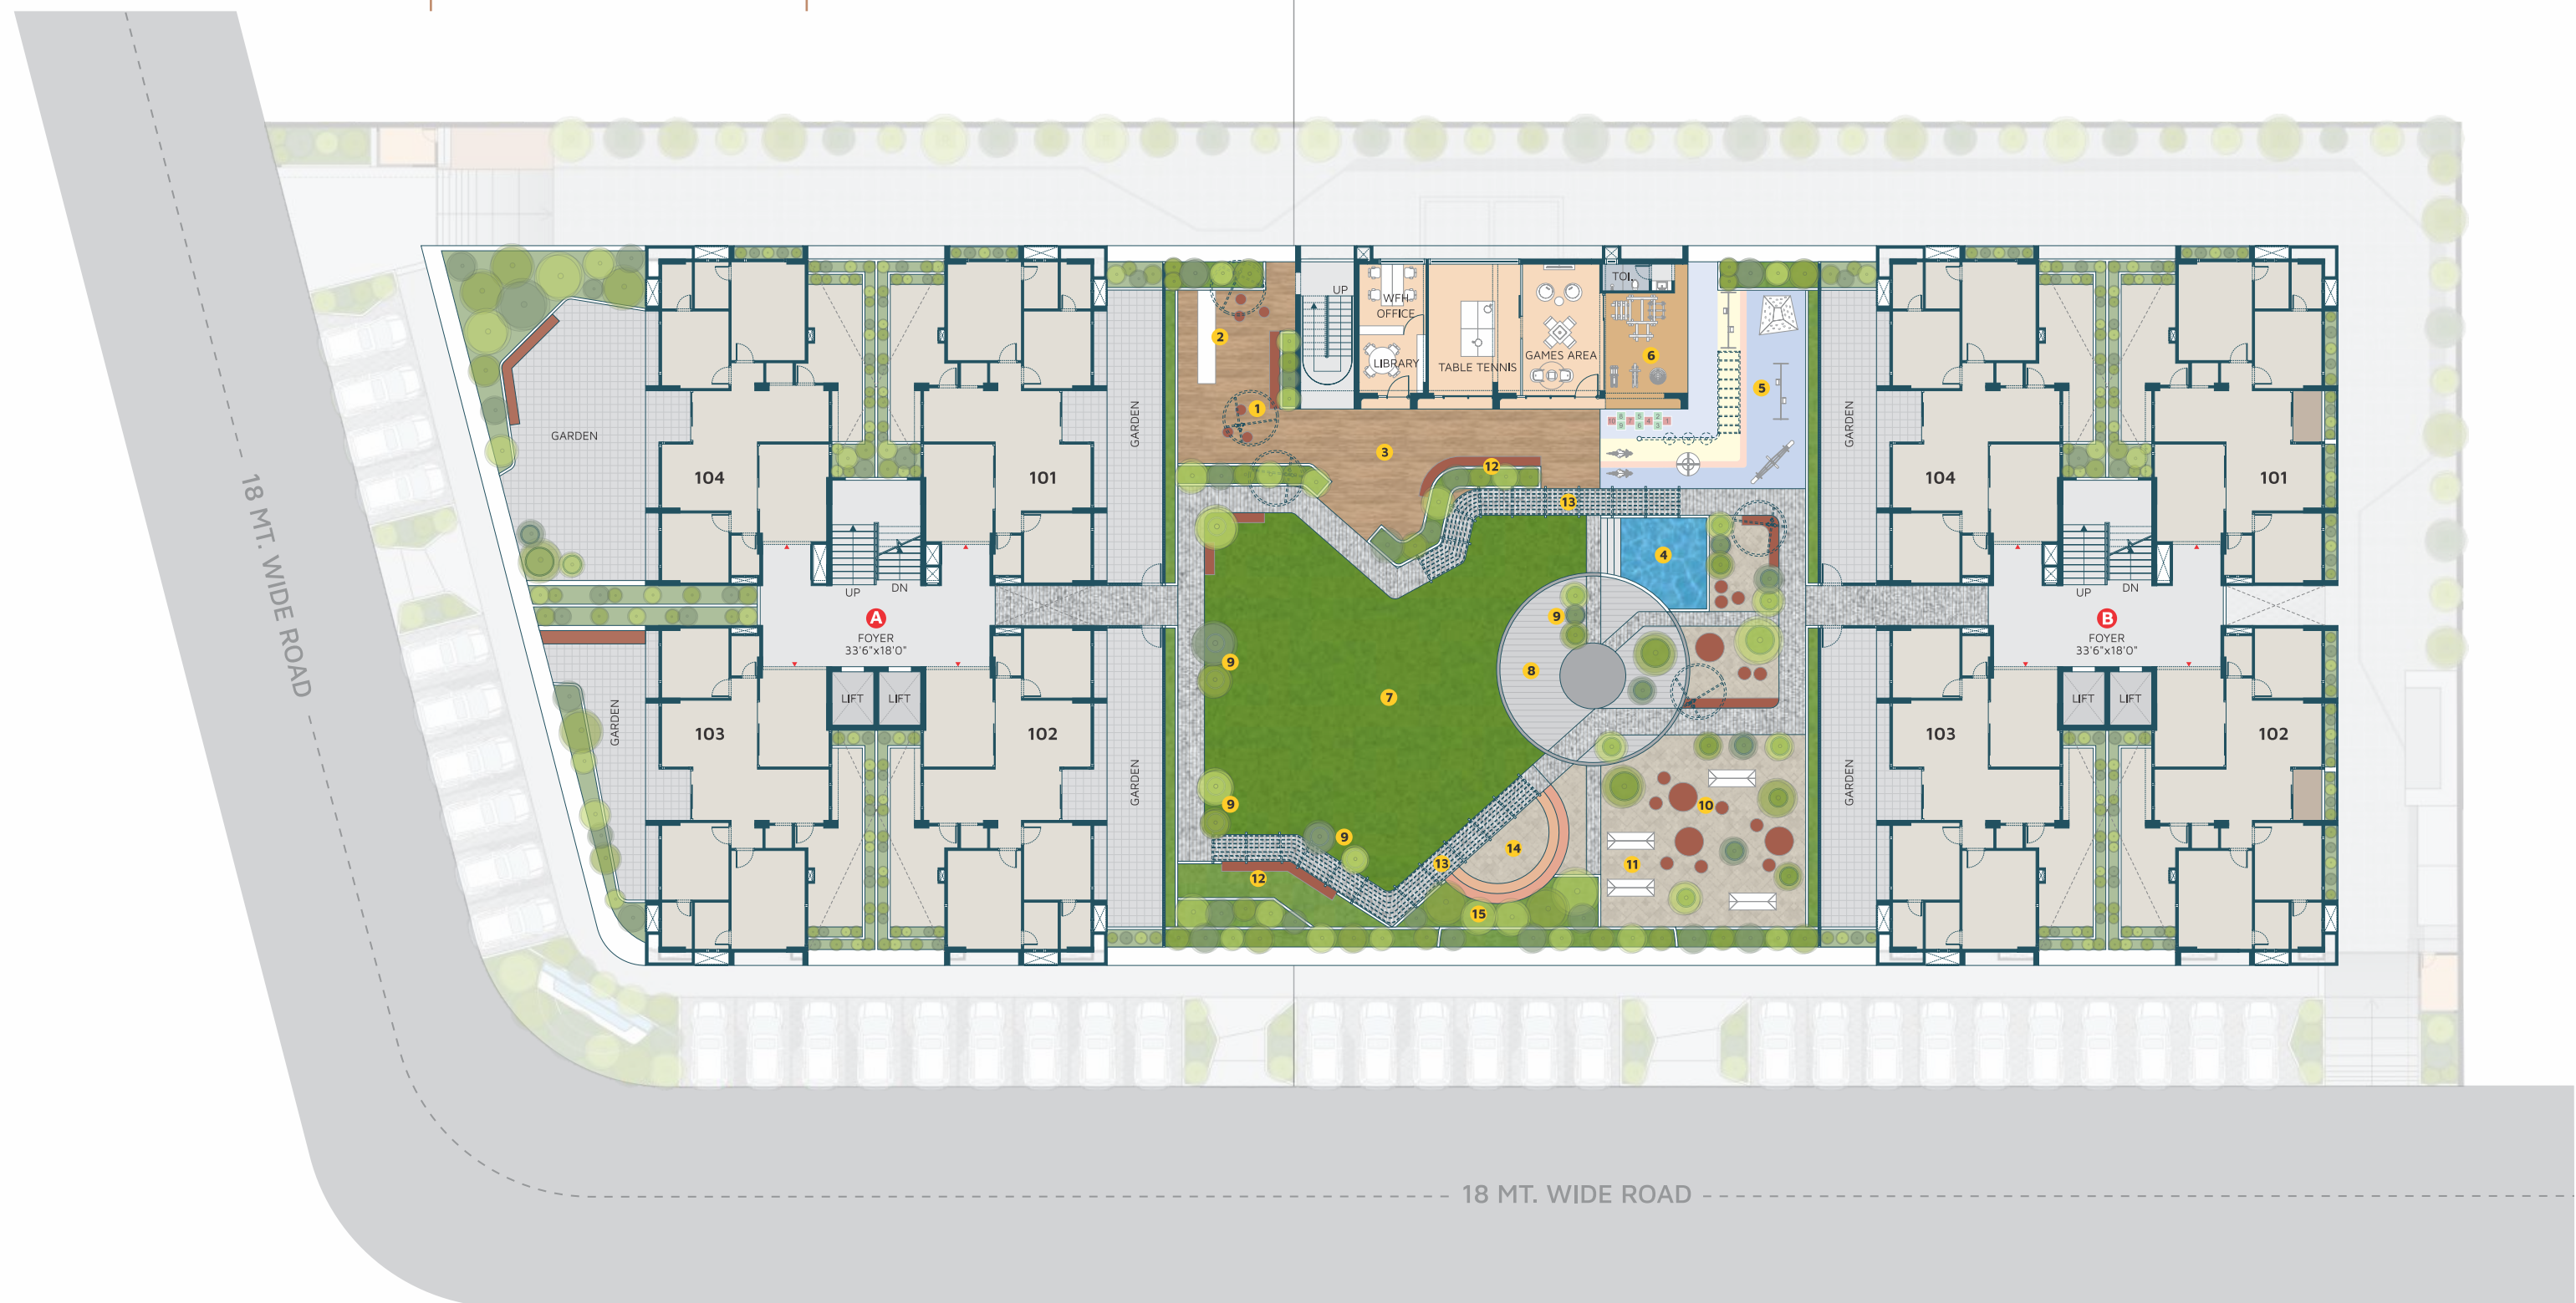 18 MT. WIDE ROAD
GARDEN
104
101
GARDEN
UP
DN
A
FOYER
33'6"x18'0"
LIFT
LIFT
GARDEN
103
102
GARDEN
2
1
UP
WFH
OFFICE
LIBRARY
TABLE TENNIS
GAMES AREA
TOI.
6
5
3
12
13
4
9
8
9
7
9
9
12
13
14
15
10
11
GARDEN
104
101
UP
DN
B
FOYER
33'6"x18'0"
LIFT
LIFT
GARDEN
103
102
18 MT. WIDE ROAD